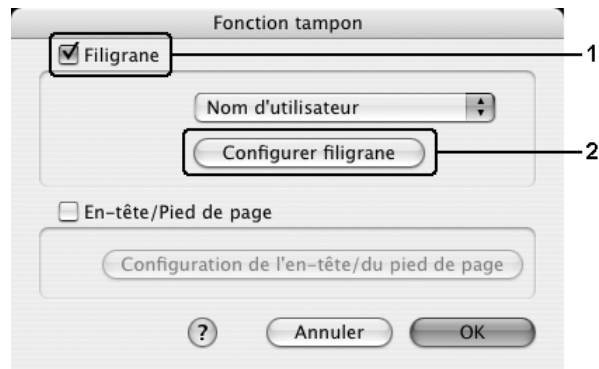 Fonction tampon
Filigrane
1
Nom d'utilisateur
Configurer filigrane
2
En-tête/Pied de page
Configuration de l'en-tête/du pied de page
? Annuler OK